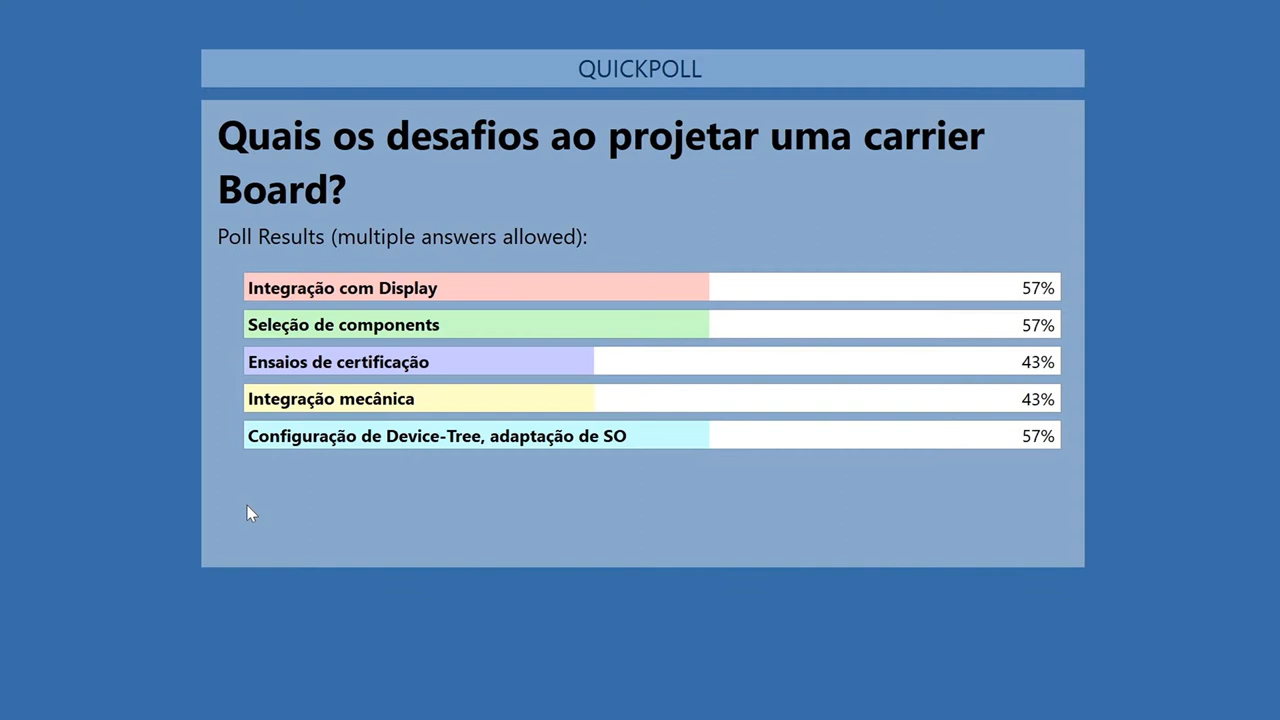 QUICKPOLL
Quais os desafios ao projetar uma carrier
Board?
Poll Results (multiple answers allowed):
Integração com Display 57%
Seleção de components 57%
Ensaios de certificação 43%
Integração mecânica 43%
Configuração de Device-Tree, adaptação de SO 57%